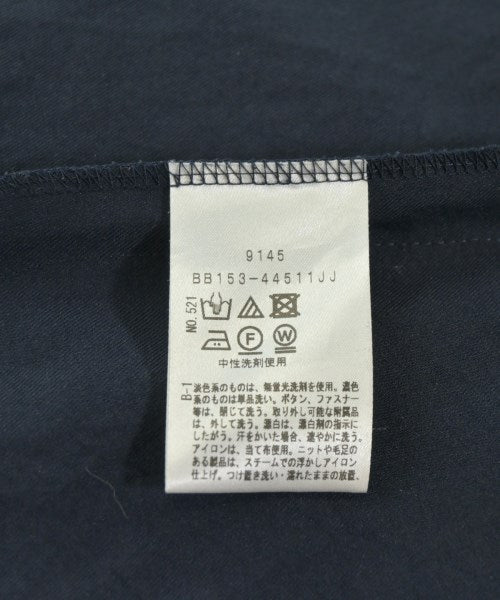 9145
BB153-44511JJ
NO.521
F W
中性洗剤使用
B-1
淡色系のものは、無蛍光洗剤を使用。濃色
系のものは単品洗い。ボタン、ファスナー
等は、閉じて洗う。取り外し可能な附属品
は、外して洗う。漂白は、漂白剤の指示に
したがう。汗をかいた場合、速やかに洗う。
アイロンは、当て布使用。ニットや毛足の
ある製品は、スチームでの浮かしアイロン
仕上げ。つけ置き洗い・濡れたままの放置、